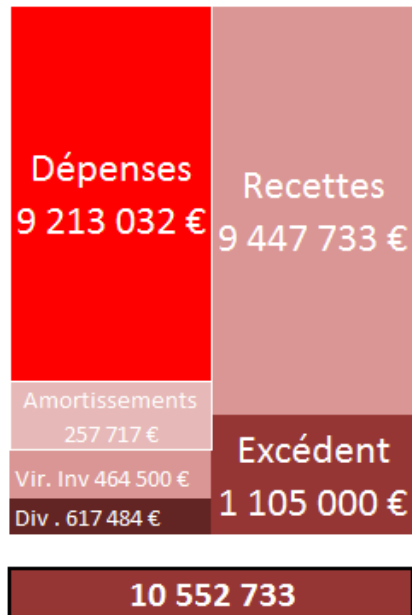 Dépenses
9 213 032 €
Amortissements
257 717 €
Vir. Inv 464 500 €
Div . 617 484 €
Recettes
9 447 733 €
Excédent
1 105 000 €
10 552 733